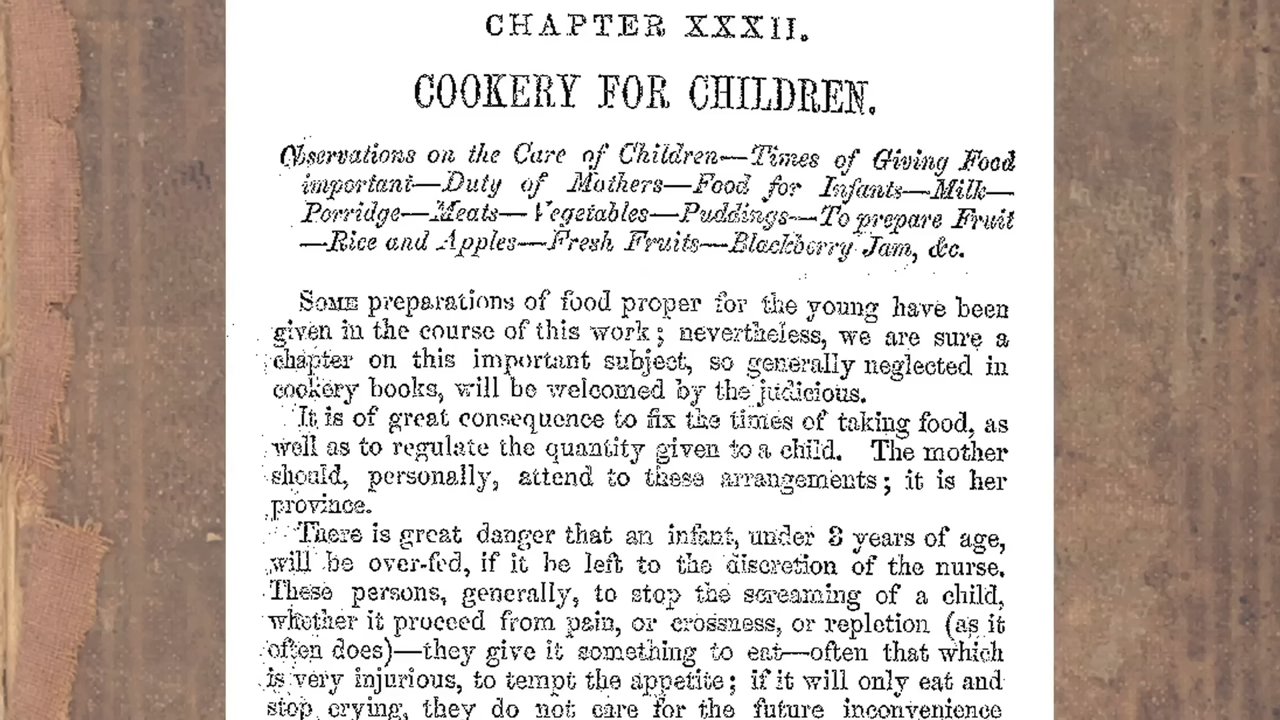 CHAPTER XXXII.
COOKERY FOR CHILDREN.
Observations on the Care of Children—Times of Giving Food
important—Duty of Mothers—Food for Infants—Milk—
Porridge—Meats—Vegetables—Puddings—To prepare Fruit
—Rice and Apples—Fresh Fruits—Blackberry Jam, &c.
SOME preparations of food proper for the young have been
given in the course of this work; nevertheless, we are sure a
chapter on this important subject, so generally neglected in
cookery books, will be welcomed by the judicious.
It is of great consequence to fix the times of taking food, as
well as to regulate the quantity given to a child. The mother
should, personally, attend to these arrangements; it is her
province.
There is great danger that an infant, under 3 years of age,
will be over-fed, if it be left to the discretion of the nurse.
These persons, generally, to stop the screaming of a child,
whether it proceed from pain, or crossness, or repletion (as it
often does)—they give it something to eat—often that which
is very injurious, to tempt the appetite; if it will only eat and
stop crying, they do not care for the future inconvenience